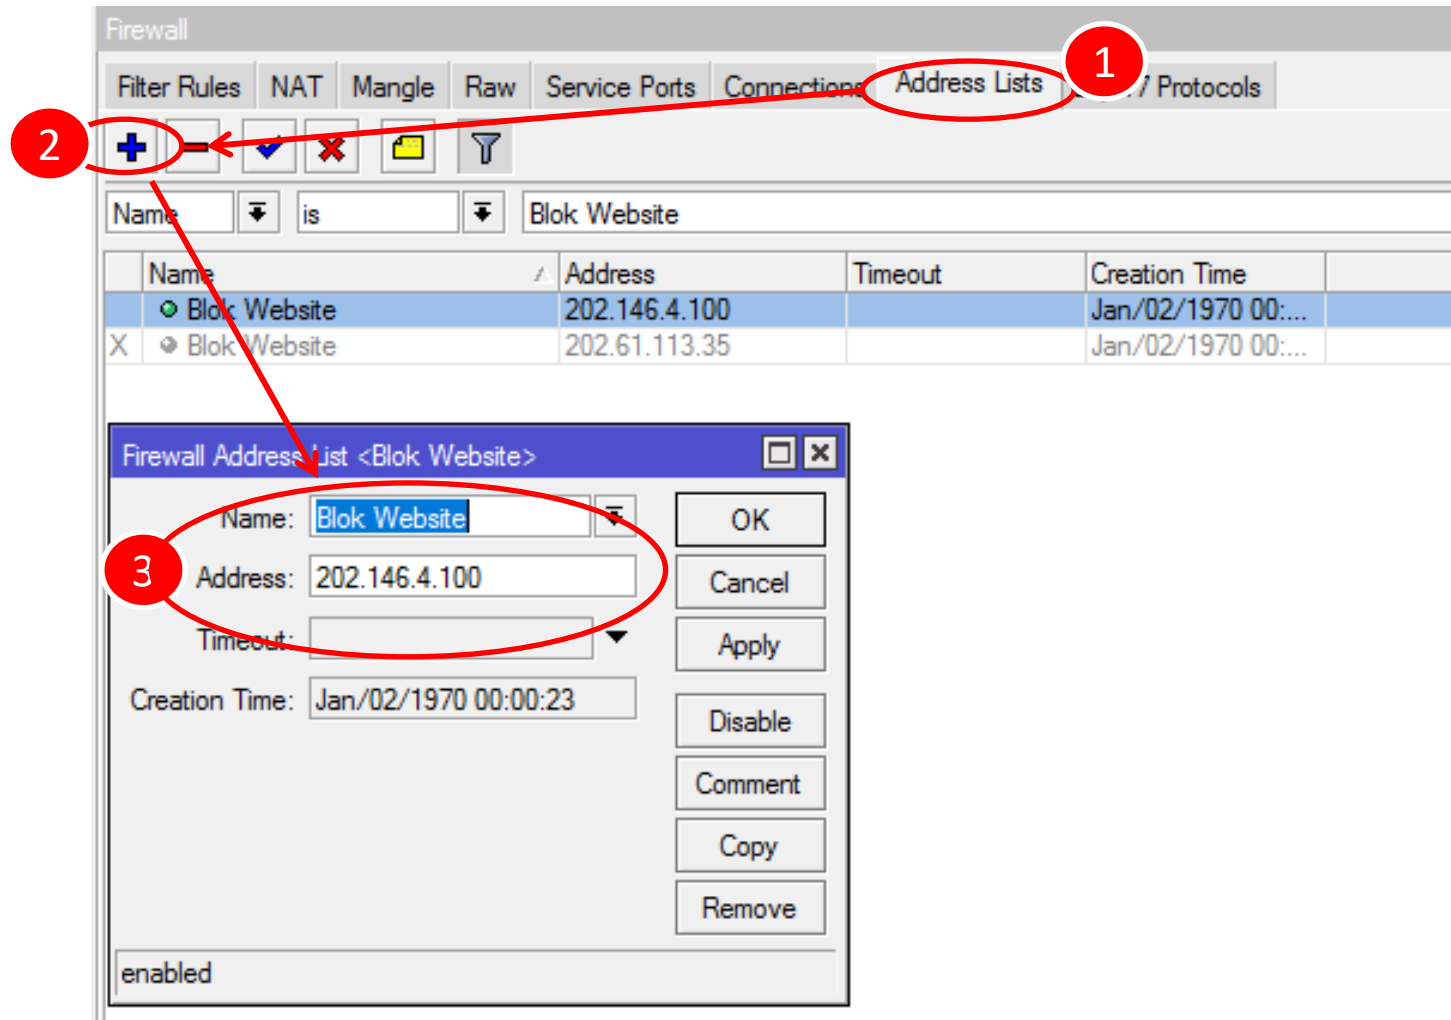 Firewall
1
Filter Rules NAT Mangle Raw Service Ports Connections Address Lists 7 Protocols
2
Name is Blok Website
Name Address Timeout Creation Time
Blok Website 202.146.4.100 Jan/02/1970 00:...
X Blok Website 202.61.113.35 Jan/02/1970 00:...
Firewall Address List <Blok Website>
Name: Blok Website OK
3
Address: 202.146.4.100 Cancel
Timeout: Apply
Creation Time: Jan/02/1970 00:00:23
Disable
Comment
Copy
Remove
enabled